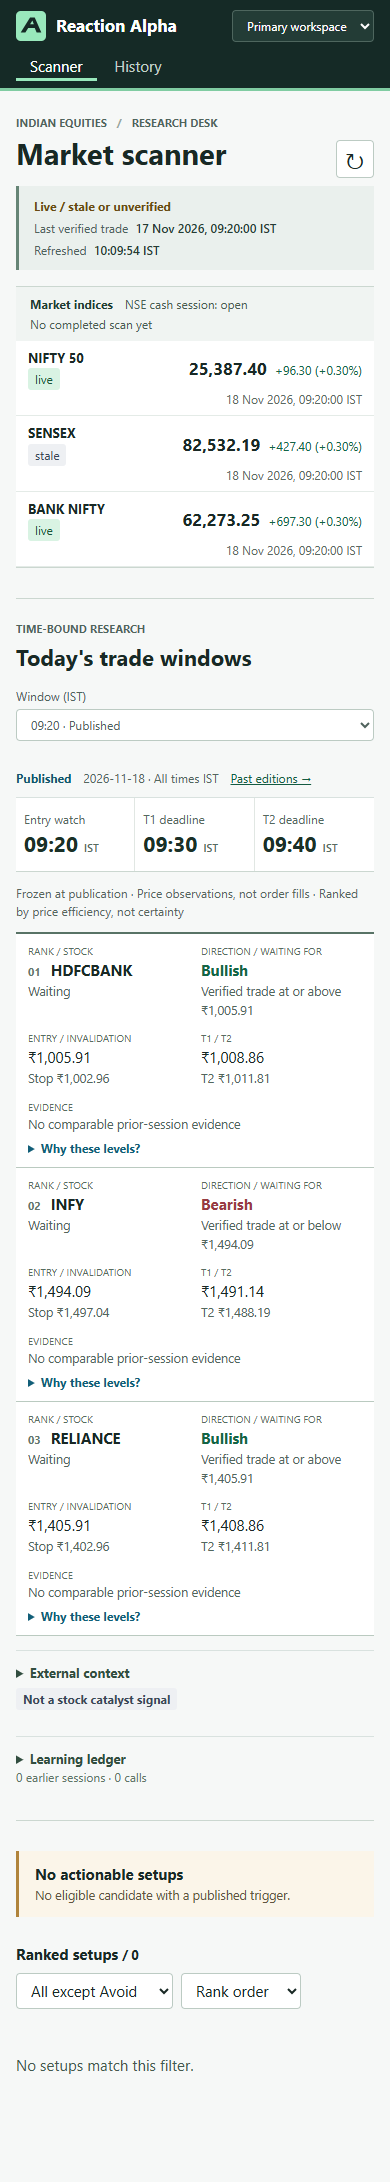 A Reaction Alpha
Primary workspace
Scanner History
INDIAN EQUITIES / RESEARCH DESK
Market scanner
↻
Live / stale or unverified
Last verified trade 17 Nov 2026, 09:20:00 IST
Refreshed 10:09:54 IST
Market indices NSE cash session: open
No completed scan yet
NIFTY 50
25,387.40 +96.30 (+0.30%)
live
18 Nov 2026, 09:20:00 IST
SENSEX
82,532.19 +427.40 (+0.30%)
stale
18 Nov 2026, 09:20:00 IST
BANK NIFTY
62,273.25 +697.30 (+0.30%)
live
18 Nov 2026, 09:20:00 IST
TIME-BOUND RESEARCH
Today's trade windows
Window (IST)
09:20 · Published
Published 2026-11-18 · All times IST Past editions →
Entry watch T1 deadline T2 deadline
09:20 IST 09:30 IST 09:40 IST
Frozen at publication · Price observations, not order fills · Ranked
by price efficiency, not certainty
RANK / STOCK DIRECTION / WAITING FOR
01 HDFCBANK Bullish
Waiting Verified trade at or above
₹1,005.91
ENTRY / INVALIDATION T1 / T2
₹1,005.91 ₹1,008.86
Stop ₹1,002.96 T2 ₹1,011.81
EVIDENCE
No comparable prior-session evidence
▶ Why these levels?
RANK / STOCK DIRECTION / WAITING FOR
02 INFY Bearish
Waiting Verified trade at or below
₹1,494.09
ENTRY / INVALIDATION T1 / T2
₹1,494.09 ₹1,491.14
Stop ₹1,497.04 T2 ₹1,488.19
EVIDENCE
No comparable prior-session evidence
▶ Why these levels?
RANK / STOCK DIRECTION / WAITING FOR
03 RELIANCE Bullish
Waiting Verified trade at or above
₹1,405.91
ENTRY / INVALIDATION T1 / T2
₹1,405.91 ₹1,408.86
Stop ₹1,402.96 T2 ₹1,411.81
EVIDENCE
No comparable prior-session evidence
▶ Why these levels?
▶ External context
Not a stock catalyst signal
▶ Learning ledger
0 earlier sessions · 0 calls
No actionable setups
No eligible candidate with a published trigger.
Ranked setups / 0
All except Avoid Rank order
No setups match this filter.